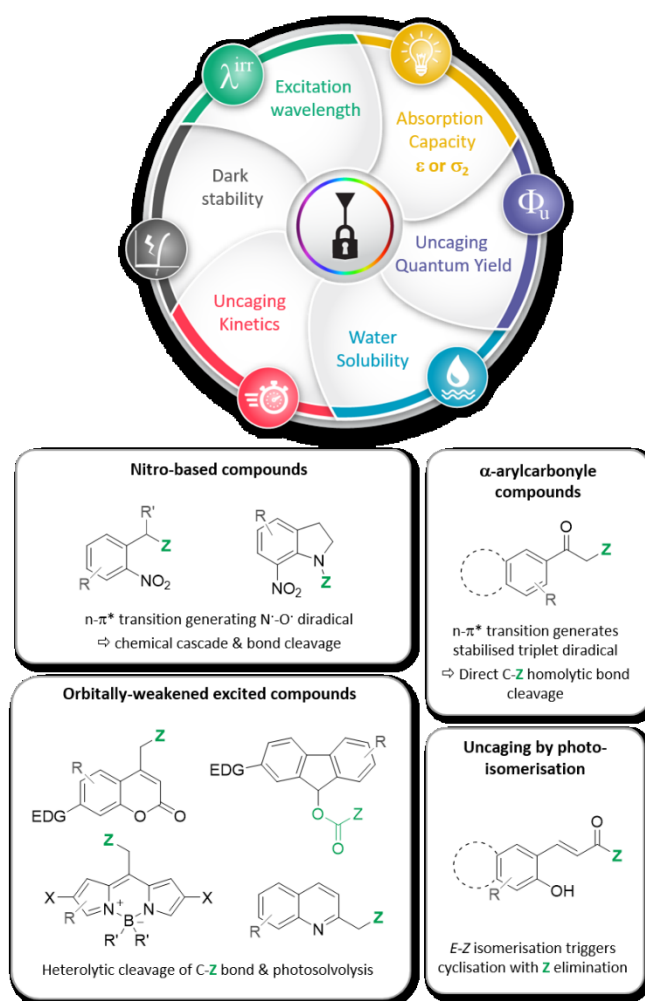 λ^irr
Excitation
wavelength
Absorption
Capacity
ε or σ₂
Φu
Dark
stability
Uncaging
Quantum Yield
Uncaging
Kinetics
Water
Solubility
t
Nitro-based compounds
R'
Z
R
NO₂
R
N
NO₂
Z
n-π* transition generating N˙-O˙ diradical
⇨ chemical cascade & bond cleavage
α-arylcarbonyle
compounds
O
Z
R
n-π* transition generates
stabilised triplet diradical
⇨ Direct C-Z homolytic bond
cleavage
Orbitally-weakened excited compounds
Z
R
EDG
O
O
R
EDG
O
Z
O
Z
X
X
R
N
+
B
−
N
R'
R'
R
N
Z
Heterolytic cleavage of C-Z bond & photosolvolysis
Uncaging by photo-
isomerisation
O
Z
R
OH
E-Z isomerisation triggers
cyclisation with Z elimination